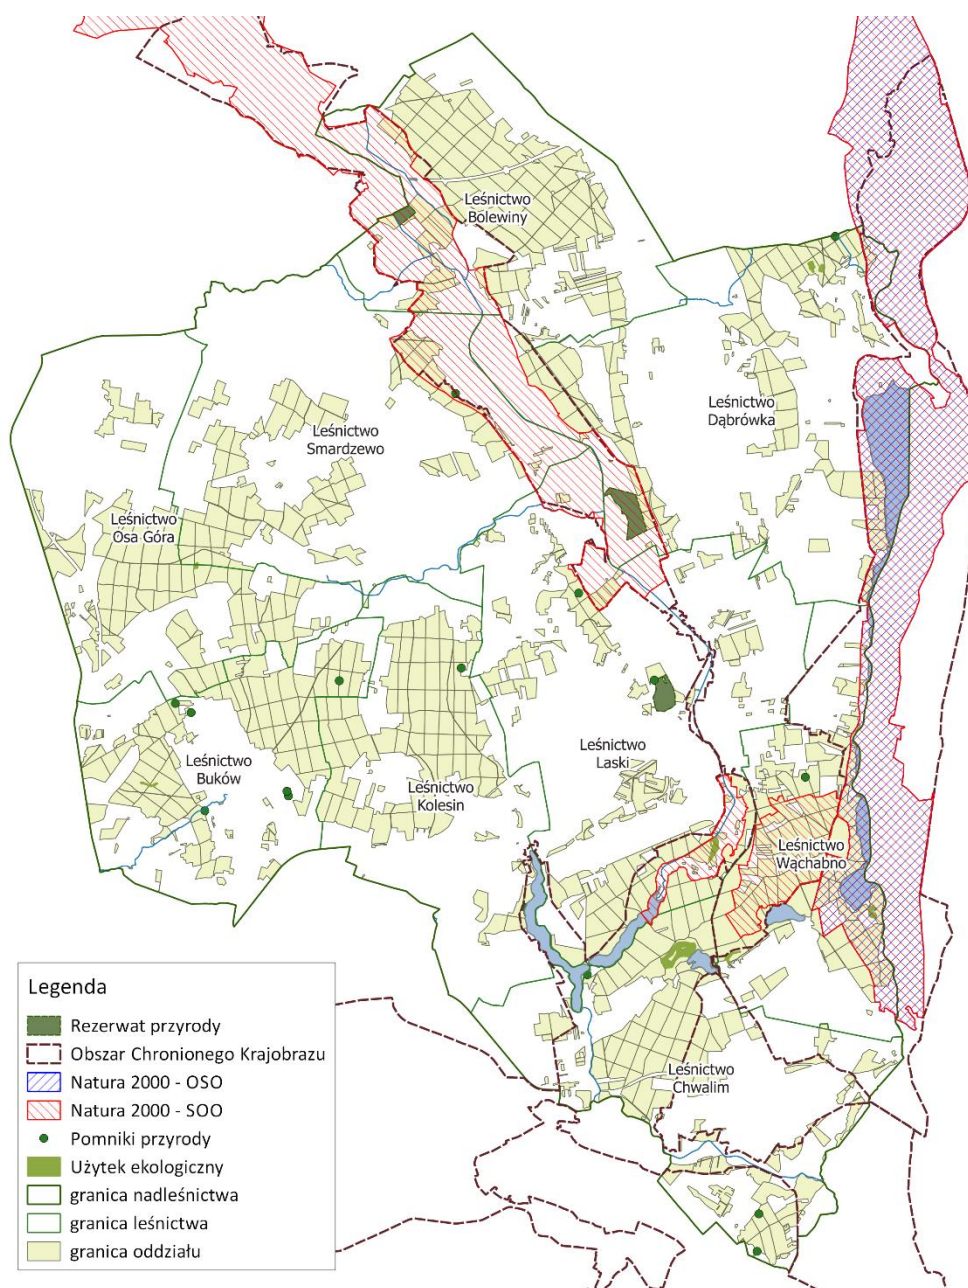 Leśnictwo
Bolewiny
Leśnictwo
Dąbrówka
Leśnictwo
Smardzewo
Leśnictwo
Osa Góra
Leśnictwo
Laski
Leśnictwo
Buków
Leśnictwo
Kolesin
Leśnictwo
Wąchabno
Leśnictwo
Chwalim
Legenda
Rezerwat przyrody
Obszar Chronionego Krajobrazu
Natura 2000 - OSO
Natura 2000 - SOO
Pomniki przyrody
Użytek ekologiczny
granica nadleśnictwa
granica leśnictwa
granica oddziału